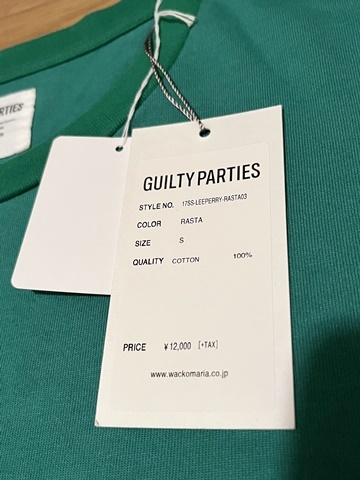 PARTIES
GUILTY PARTIES
STYLE NO. 17SS-LEEPERRY-RASTA03
COLOR RASTA
SIZE S
QUALITY COTTON 100%
PRICE ¥12,000 [+TAX]
www.wackomaria.co.jp